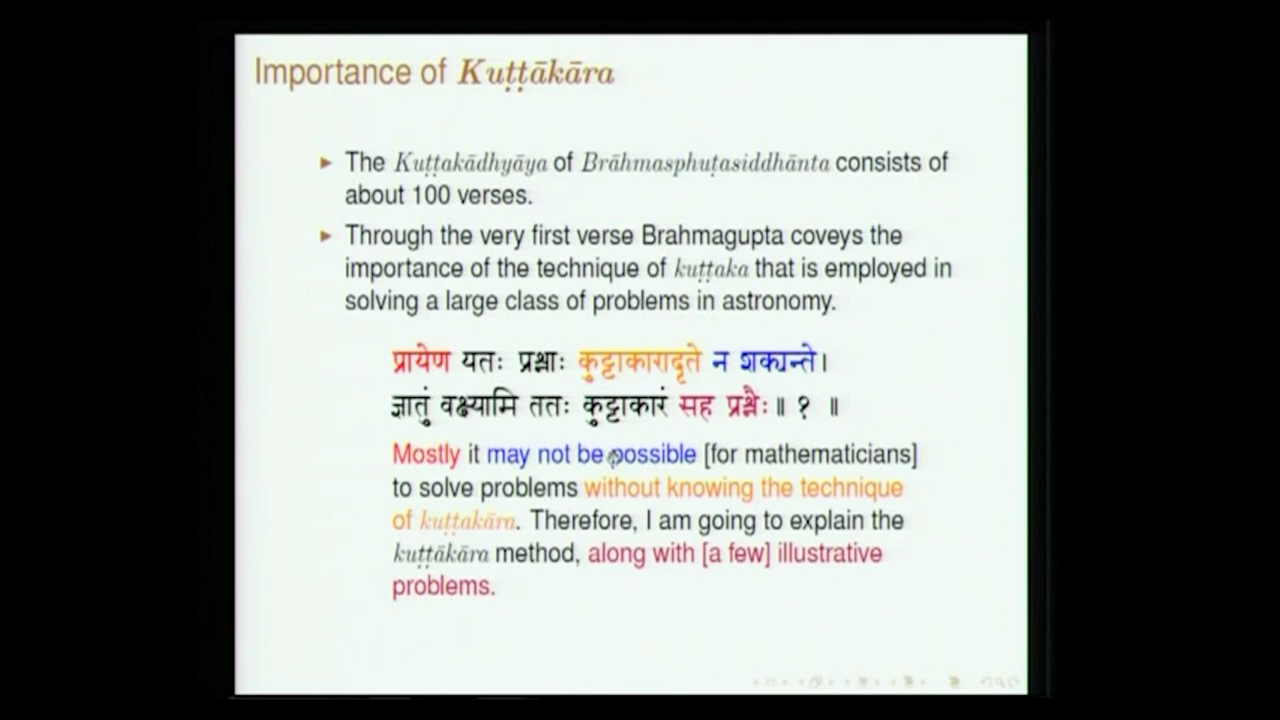 Importance of Kuṭṭākāra
► The Kuṭṭakādhyāya of Brāhmasphuṭasiddhānta consists of
about 100 verses.
► Through the very first verse Brahmagupta coveys the
importance of the technique of kuṭṭaka that is employed in
solving a large class of problems in astronomy.
प्रायेण यतः प्रश्नाः कुट्टाकारादृते न शक्यन्ते।
ज्ञातुं वक्ष्यामि ततः कुट्टाकारं सह प्रश्नैः॥ १ ॥
Mostly it may not be possible [for mathematicians]
to solve problems without knowing the technique
of kuṭṭakāra. Therefore, I am going to explain the
kuṭṭākāra method, along with [a few] illustrative
problems.